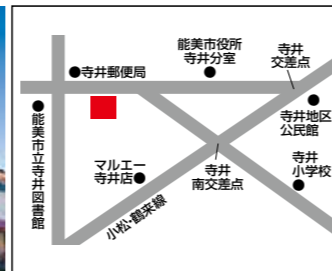 能美市役所
寺井分室
寺井
交差点
●寺井郵便局
●
●
寺井地区
公民館
●能美市立寺井図書館
マルエー
寺井店●
寺井
南交差点
寺井
小学校
●
小松・鶴来線